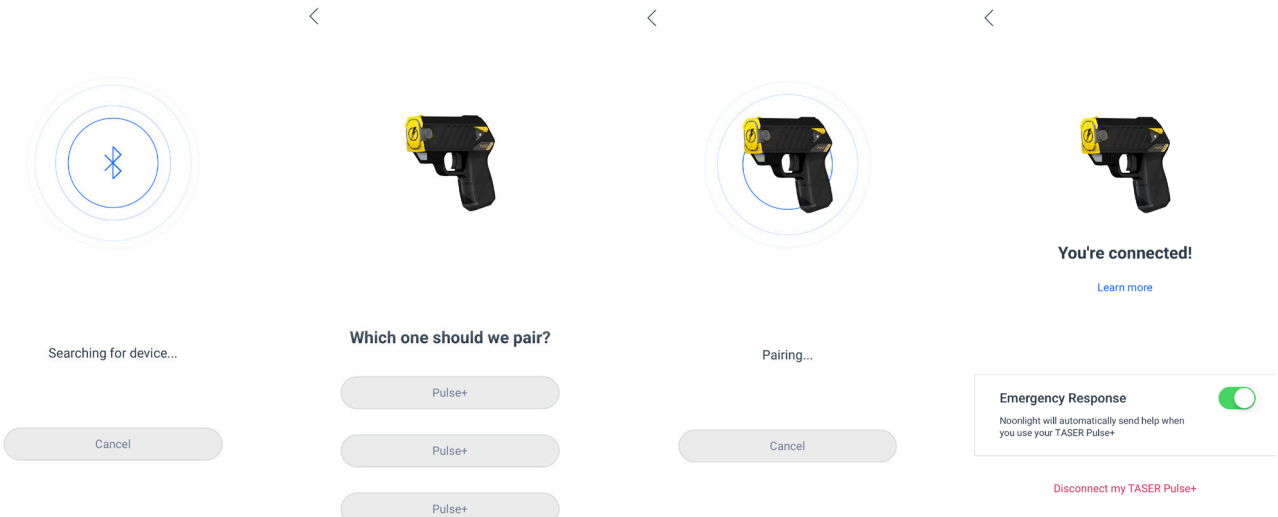 Searching for device...
Cancel
Which one should we pair?
Pulse+
Pulse+
Pulse+
Pairing...
Cancel
You're connected!
Learn more
Emergency Response
Noonlight will automatically send help when
you use your TASER Pulse+
Disconnect my TASER Pulse+